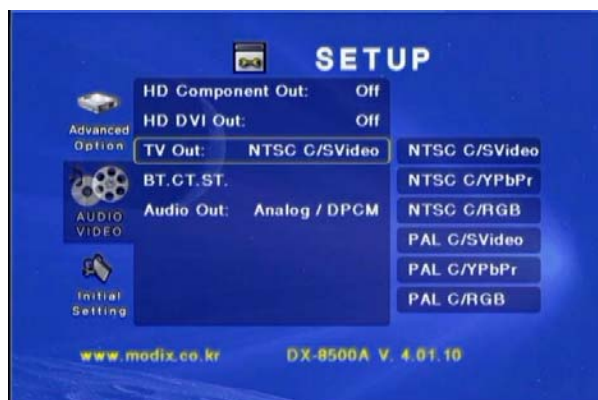 SETUP
HD Component Out: Off
HD DVI Out: Off
TV Out: NTSC C/SVideo
BT.CT.ST.
Audio Out: Analog / DPCM
Advanced
Option
AUDIO
VIDEO
Initial
Setting
NTSC C/SVideo
NTSC C/YPbPr
NTSC C/RGB
PAL C/SVideo
PAL C/YPbPr
PAL C/RGB
www.modix.co.kr DX-8500A V. 4.01.10